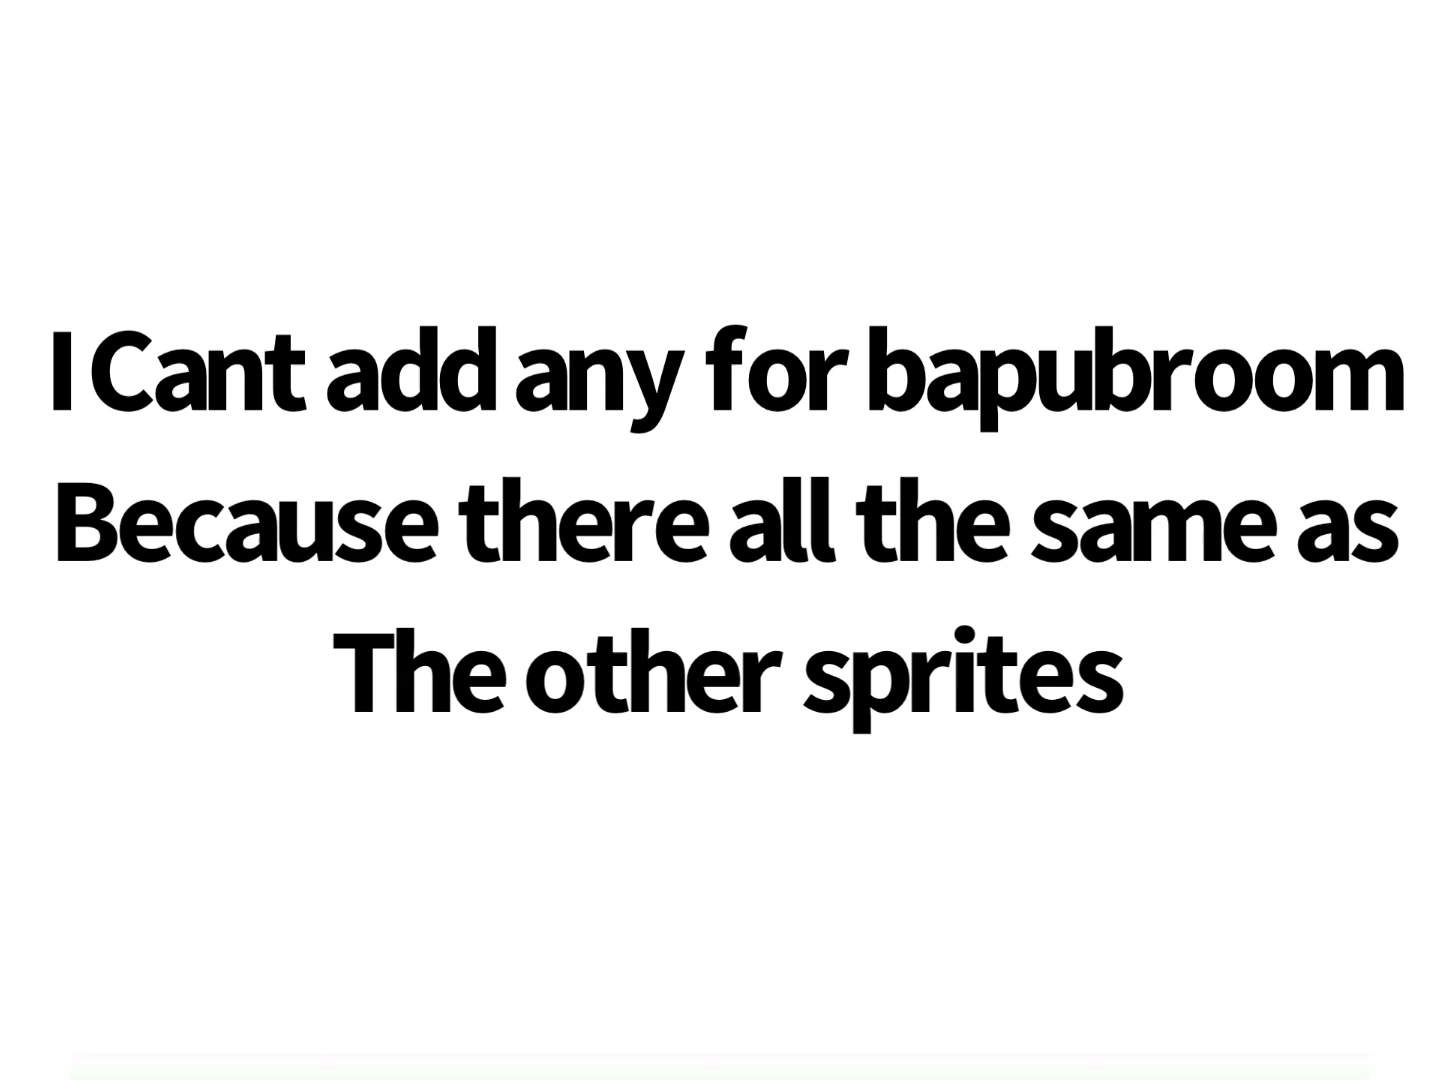 I Cant add any for bapubroom
Because there all the same as
The other sprites